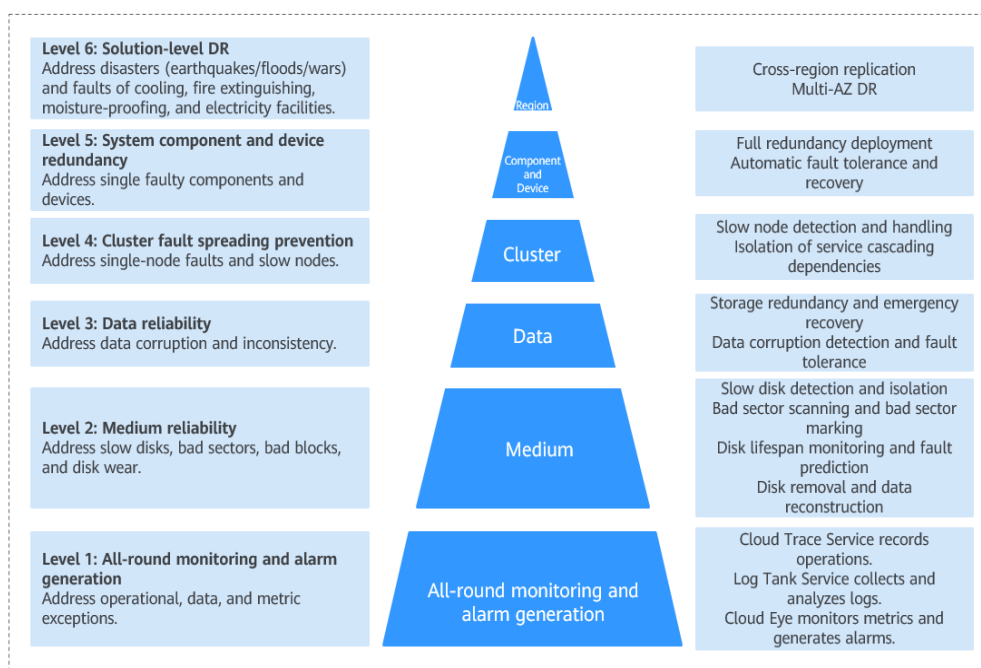 Level 6: Solution-level DR
Address disasters (earthquakes/floods/wars)
and faults of cooling, fire extinguishing,
moisture-proofing, and electricity facilities.
Region
Cross-region replication
Multi-AZ DR
Level 5: System component and device
redundancy
Address single faulty components and
devices.
Component
and
Device
Full redundancy deployment
Automatic fault tolerance and
recovery
Level 4: Cluster fault spreading prevention
Address single-node faults and slow nodes.
Cluster
Slow node detection and handling
Isolation of service cascading
dependencies
Level 3: Data reliability
Address data corruption and inconsistency.
Data
Storage redundancy and emergency
recovery
Data corruption detection and fault
tolerance
Level 2: Medium reliability
Address slow disks, bad sectors, bad blocks,
and disk wear.
Medium
Slow disk detection and isolation
Bad sector scanning and bad sector
marking
Disk lifespan monitoring and fault
prediction
Disk removal and data
reconstruction
Level 1: All-round monitoring and alarm
generation
Address operational, data, and metric
exceptions.
All-round monitoring and
alarm generation
Cloud Trace Service records
operations.
Log Tank Service collects and
analyzes logs.
Cloud Eye monitors metrics and
generates alarms.